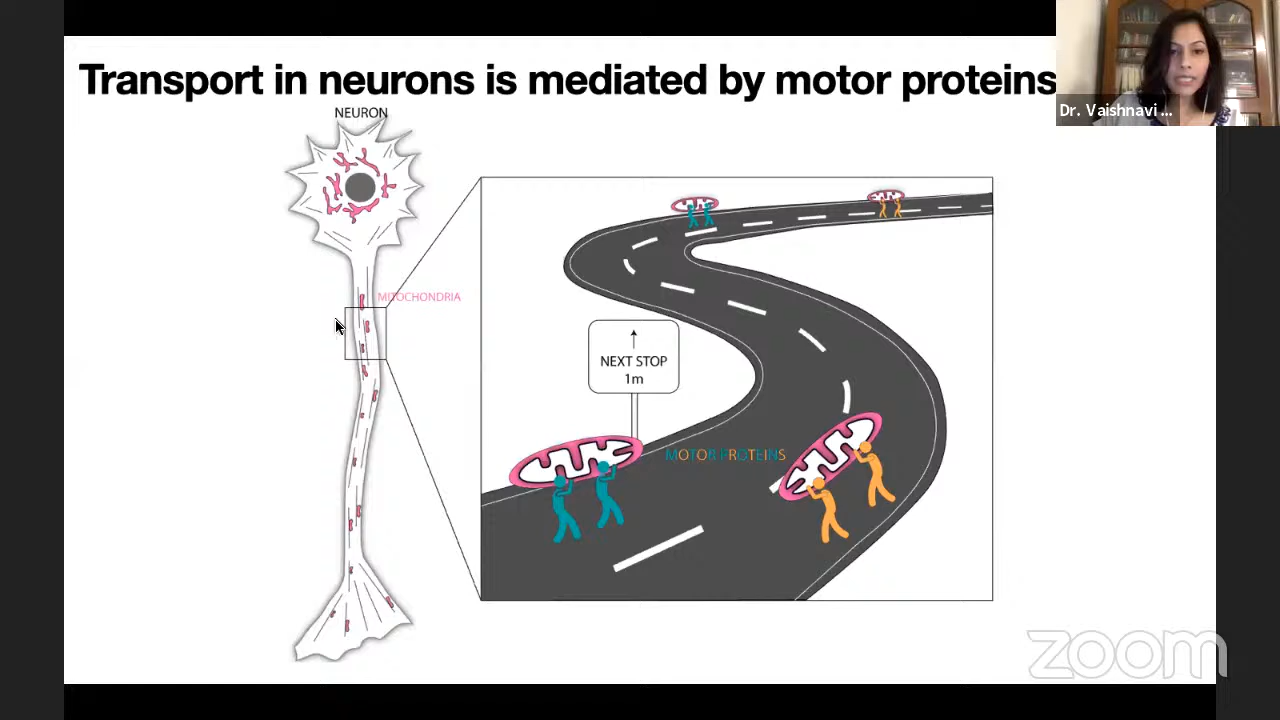 Transport in neurons is mediated by motor proteins
Dr. Vaishnavi ...
NEURON
MITOCHONDRIA
NEXT STOP
1m
MOTOR PROTEINS
zoom